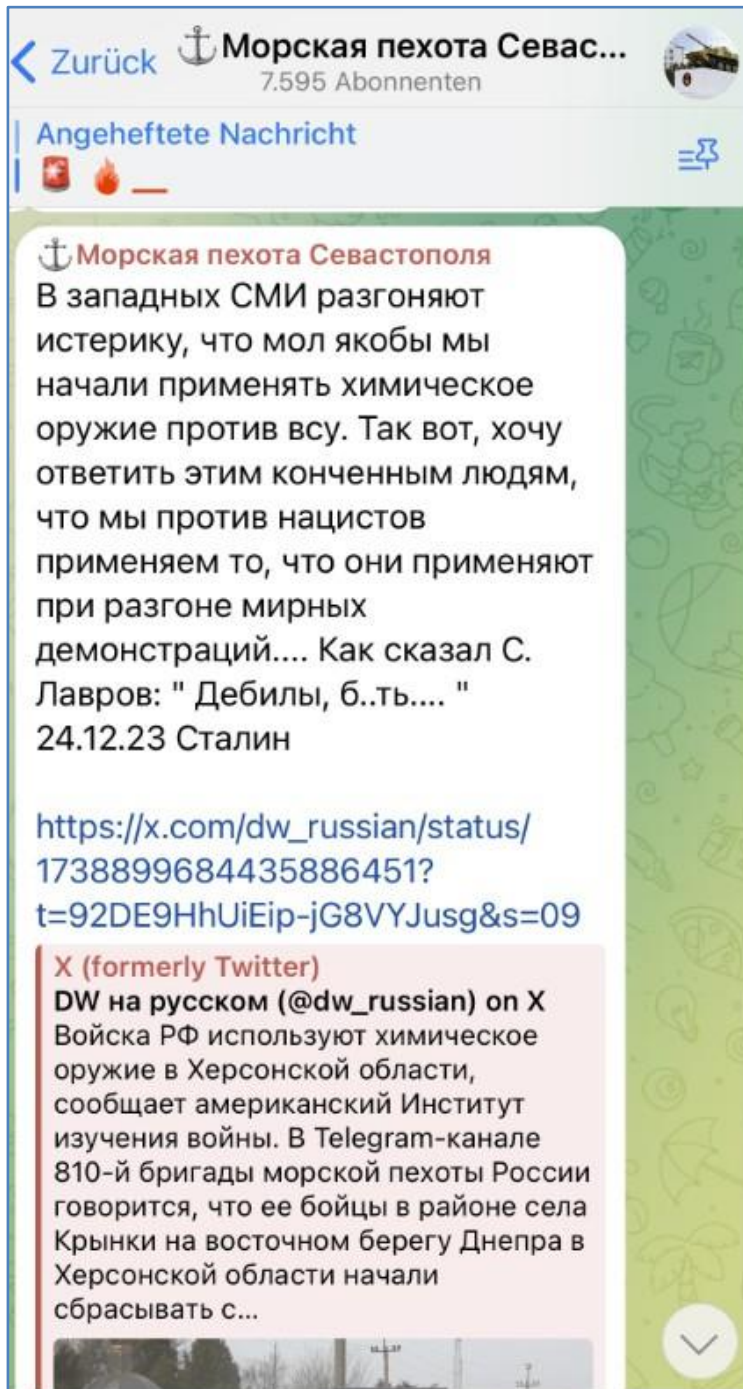 Zurück
⚓Морская пехота Севас...
7.595 Abonnenten
Angeheftete Nachricht
🚨 🔥 __
⚓Морская пехота Севастополя
В западных СМИ разгоняют
истерику, что мол якобы мы
начали применять химическое
оружие против всу. Так вот, хочу
ответить этим конченным людям,
что мы против нацистов
применяем то, что они применяют
при разгоне мирных
демонстраций.... Как сказал С.
Лавров: " Дебилы, б..ть.... "
24.12.23 Сталин
https://x.com/dw_russian/status/
1738899684435886451?
t=92DE9HhUiEip-jG8VYJusg&s=09
X (formerly Twitter)
DW на русском (@dw_russian) on X
Войска РФ используют химическое
оружие в Херсонской области,
сообщает американский Институт
изучения войны. В Telegram-канале
810-й бригады морской пехоты России
говорится, что ее бойцы в районе села
Крынки на восточном берегу Днепра в
Херсонской области начали
сбрасывать с...